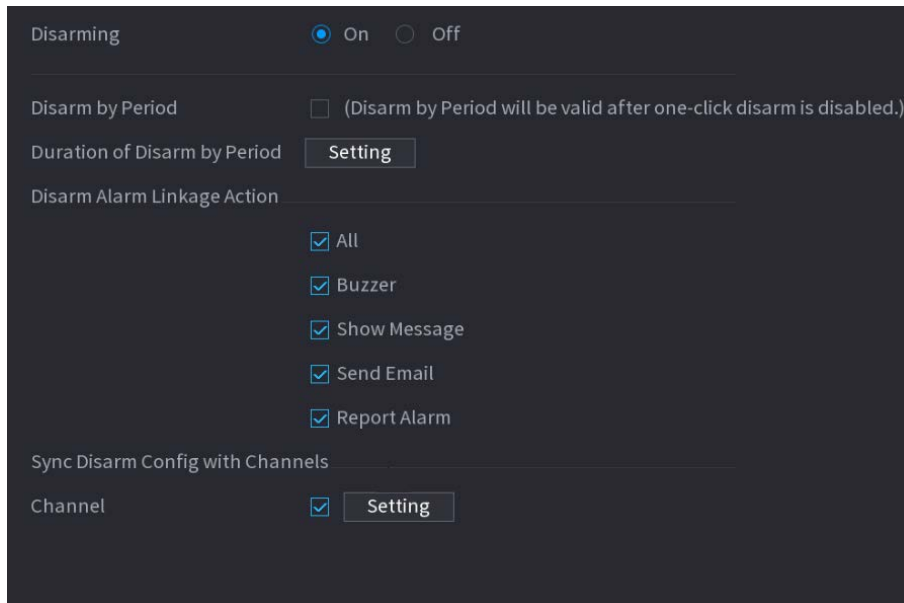 Disarming On Off
Disarm by Period (Disarm by Period will be valid after one-click disarm is disabled.)
Duration of Disarm by Period Setting
Disarm Alarm Linkage Action
All
Buzzer
Show Message
Send Email
Report Alarm
Sync Disarm Config with Channels
Channel Setting